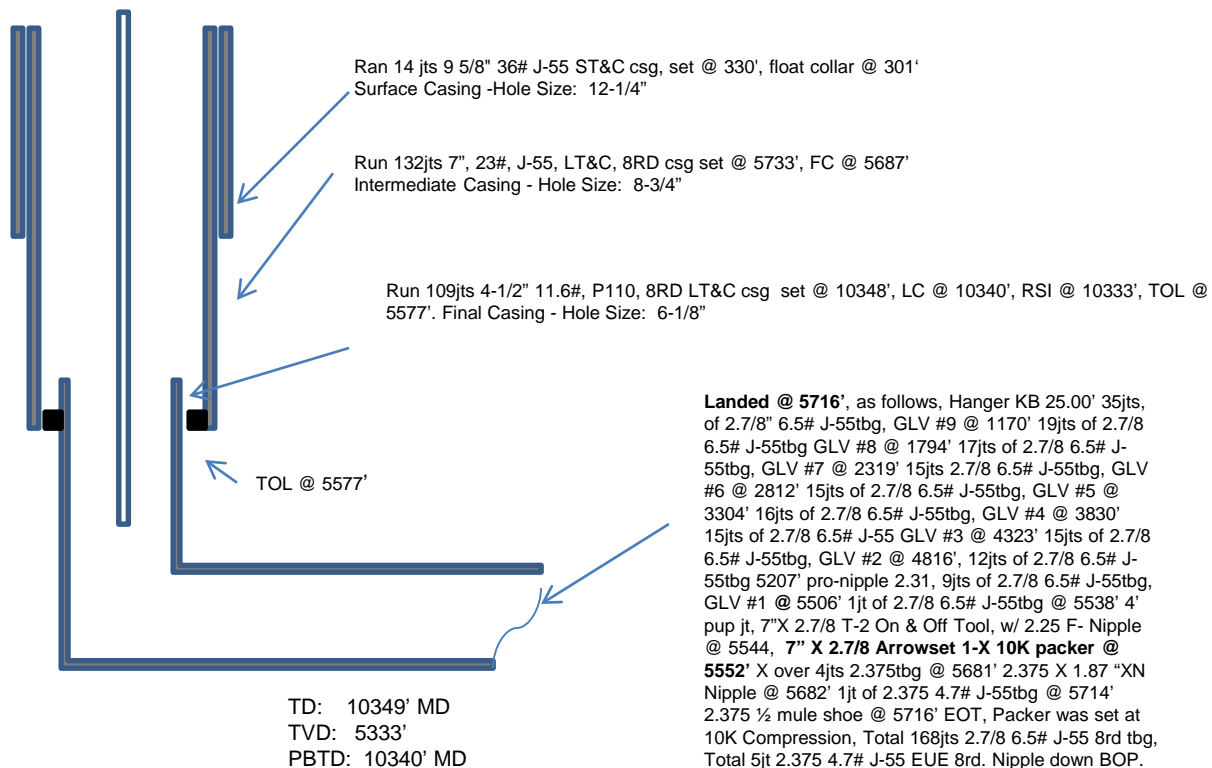 Ran 14 jts 9 5/8" 36# J-55 ST&C csg, set @ 330', float collar @ 301‘
Surface Casing -Hole Size:  12-1/4”
Run 132jts 7”, 23#, J-55, LT&C, 8RD csg set @ 5733’, FC @ 5687’
Intermediate Casing - Hole Size:  8-3/4”
Run 109jts 4-1/2” 11.6#, P110, 8RD LT&C csg  set @ 10348’, LC @ 10340’, RSI @ 10333’, TOL @
5577’. Final Casing - Hole Size:  6-1/8”
Landed @ 5716’, as follows, Hanger KB 25.00’ 35jts,
of 2.7/8” 6.5# J-55tbg, GLV #9 @ 1170’ 19jts of 2.7/8
6.5# J-55tbg GLV #8 @ 1794’ 17jts of 2.7/8 6.5# J-
55tbg, GLV #7 @ 2319’ 15jts 2.7/8 6.5# J-55tbg, GLV
#6 @ 2812’ 15jts of 2.7/8 6.5# J-55tbg, GLV #5 @
3304’ 16jts of 2.7/8 6.5# J-55tbg, GLV #4 @ 3830’
15jts of 2.7/8 6.5# J-55 GLV #3 @ 4323’ 15jts of 2.7/8
6.5# J-55tbg, GLV #2 @ 4816’, 12jts of 2.7/8 6.5# J-
55tbg 5207’ pro-nipple 2.31, 9jts of 2.7/8 6.5# J-55tbg,
GLV #1 @ 5506’ 1jt of 2.7/8 6.5# J-55tbg @ 5538’ 4’
pup jt, 7”X 2.7/8 T-2 On & Off Tool, w/ 2.25 F- Nipple
@ 5544,  7” X 2.7/8 Arrowset 1-X 10K packer @
5552’ X over 4jts 2.375tbg @ 5681’ 2.375 X 1.87 “XN
Nipple @ 5682’ 1jt of 2.375 4.7# J-55tbg @ 5714’
2.375 ½ mule shoe @ 5716’ EOT, Packer was set at
10K Compression, Total 168jts 2.7/8 6.5# J-55 8rd tbg,
Total 5jt 2.375 4.7# J-55 EUE 8rd. Nipple down BOP.
TOL @ 5577’
TD:   10349’ MD
TVD:   5333’
PBTD:  10340’ MD